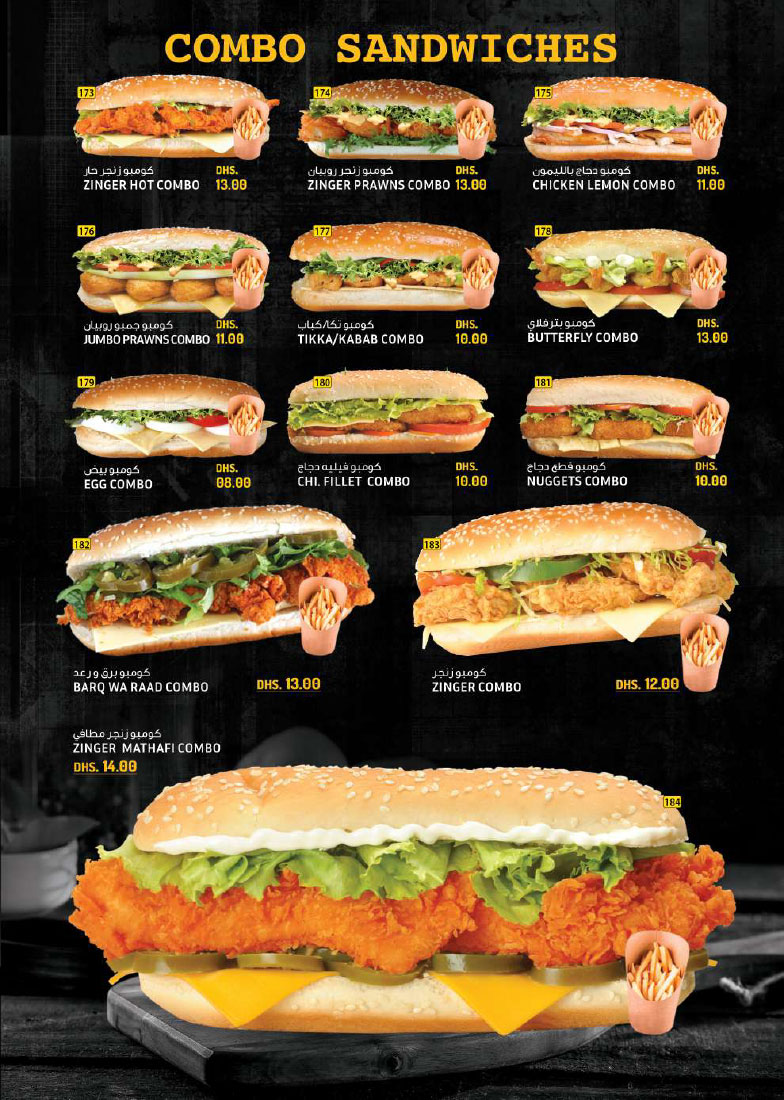 COMBO SANDWICHES
173
كومبو زنجر حار
ZINGER HOT COMBO
DHS.
13.00
174
كومبو زنجر روبيان
ZINGER PRAWNS COMBO
DHS.
13.00
175
كومبو دجاج بالليمون
CHICKEN LEMON COMBO
DHS.
11.00
176
كومبو جمبو روبيان
JUMBO PRAWNS COMBO
DHS.
11.00
177
كومبو تكا/كباب
TIKKA/KABAB COMBO
DHS.
10.00
178
كومبو بترفلاي
BUTTERFLY COMBO
DHS.
13.00
179
كومبو بيض
EGG COMBO
DHS.
08.00
180
كومبو فيليه دجاج
CHI. FILLET COMBO
DHS.
10.00
181
كومبو قطع دجاج
NUGGETS COMBO
DHS.
10.00
182
كومبو برق و رعد
BARQ WA RAAD COMBO
DHS. 13.00
183
كومبو زنجر
ZINGER COMBO
DHS. 12.00
كومبو زنجر مطافي
ZINGER MATHAFI COMBO
DHS. 14.00
184